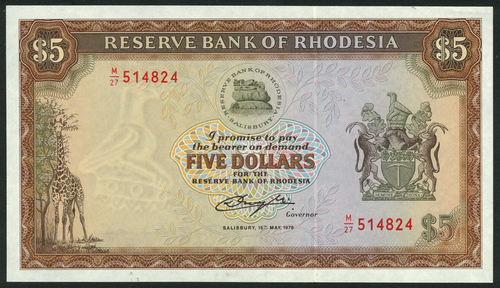 $5 RESERVE BANK OF RHODESIA $5
M/27 514824
RESERVE BANK OF RHODESIA
SALISBURY
I promise to pay
the bearer on demand
FIVE DOLLARS
FOR THE
RESERVE BANK OF RHODESIA
Governor
SALISBURY, 15TH MAY, 1979
M/27 514824
$5